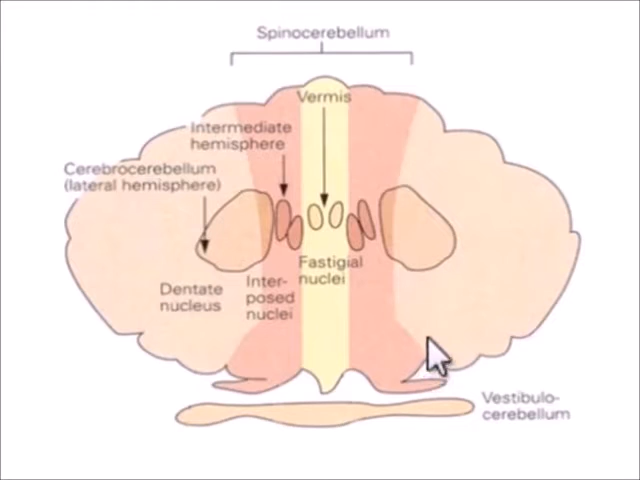 Spinocerebellum
Vermis
Intermediate
hemisphere
Cerebrocerebellum
(lateral hemisphere)
Fastigial
nuclei
Dentate
nucleus
Inter-
posed
nuclei
Vestibulo-
cerebellum